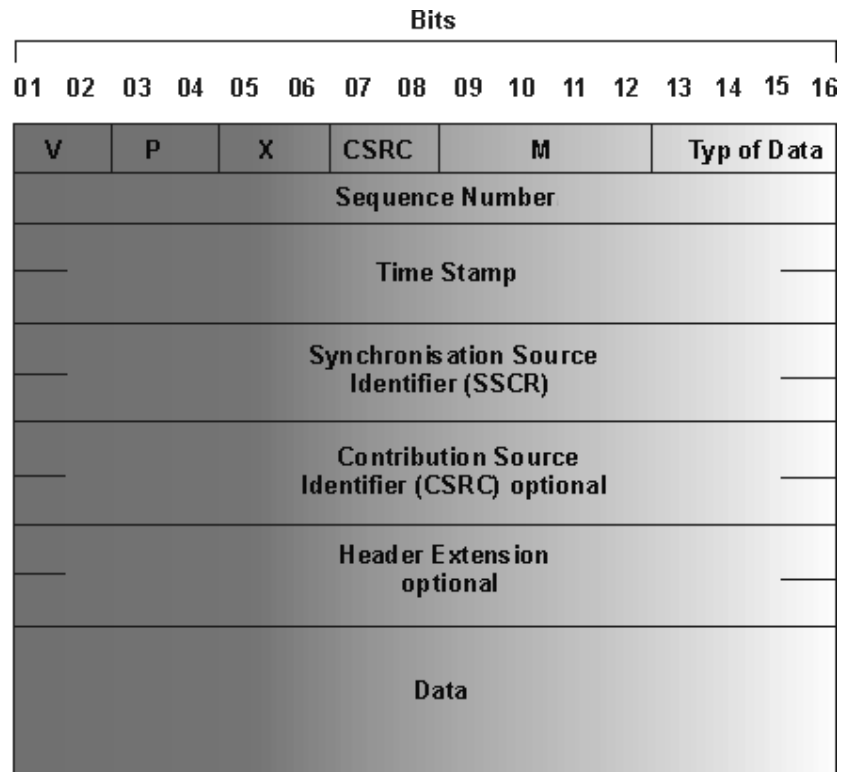 Bits
01 02 03 04 05 06 07 08 09 10 11 12 13 14 15 16
V P X CSRC M Typ of Data
Sequence Number
Time Stamp
Synchronisation Source
Identifier (SSCR)
Contribution Source
Identifier (CSRC) optional
Header Extension
optional
Data